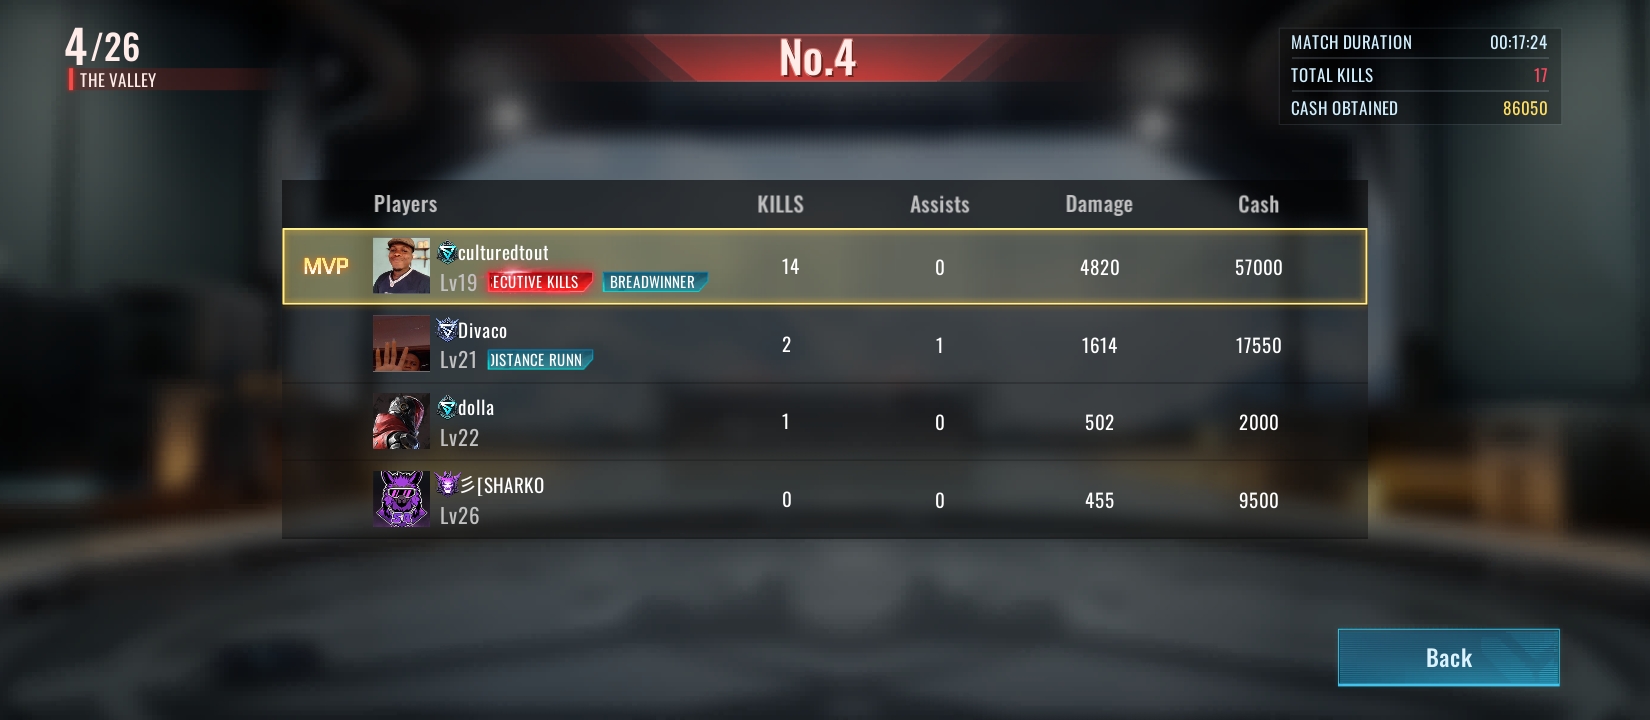 4/26
THE VALLEY
No.4
MATCH DURATION 00:17:24
TOTAL KILLS 17
CASH OBTAINED 86050
Players KILLS Assists Damage Cash
MVP culturedtout 14 0 4820 57000
Lv19 ECUTIVE KILLS BREADWINNER
Divaco 2 1 1614 17550
Lv21 DISTANCE RUNN
dolla 1 0 502 2000
Lv22
彡[SHARKO 0 0 455 9500
Lv26
Back